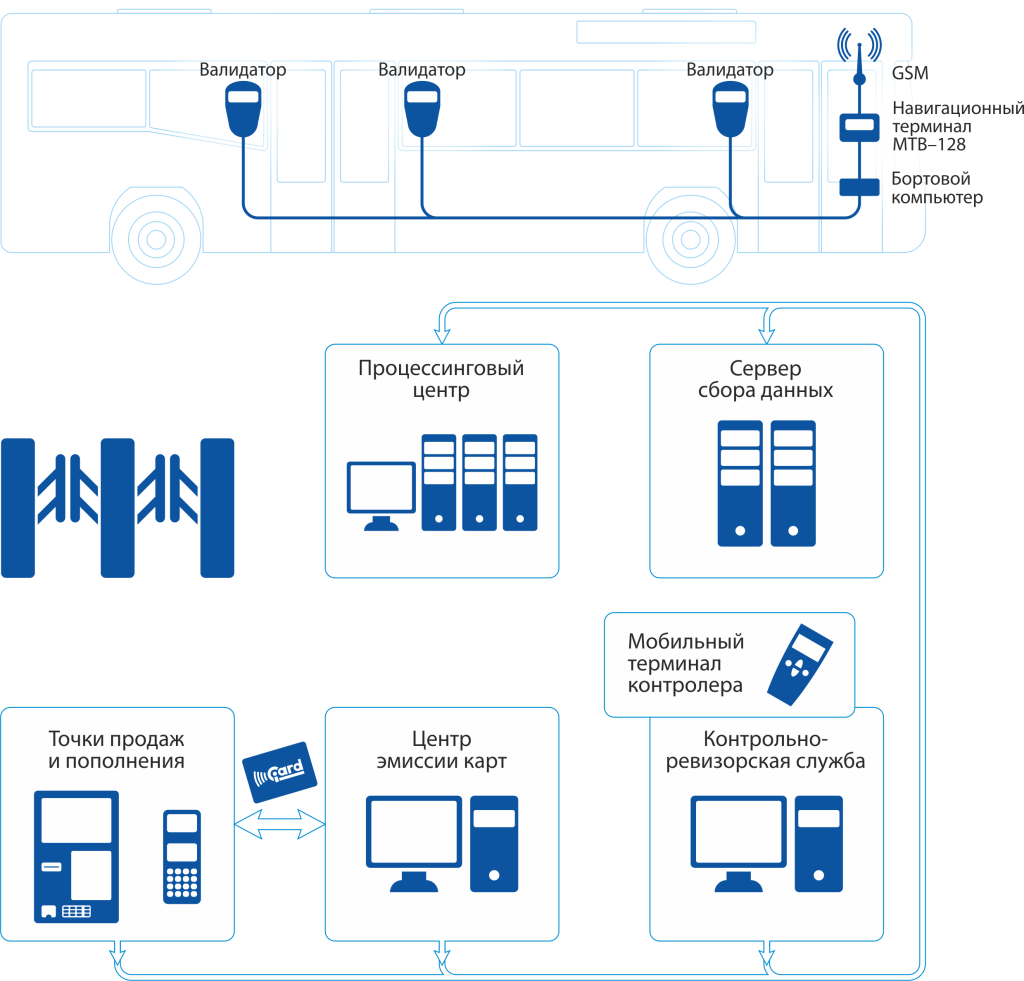 Валидатор
Валидатор
Валидатор
GSM
Навигационный
терминал
МТВ–128
Бортовой
компьютер
Процессинговый
центр
Сервер
сбора данных
Мобильный
терминал
контролера
Точки продаж
и пополнения
Qard
Центр
эмиссии карт
Контрольно-
ревизорская служба